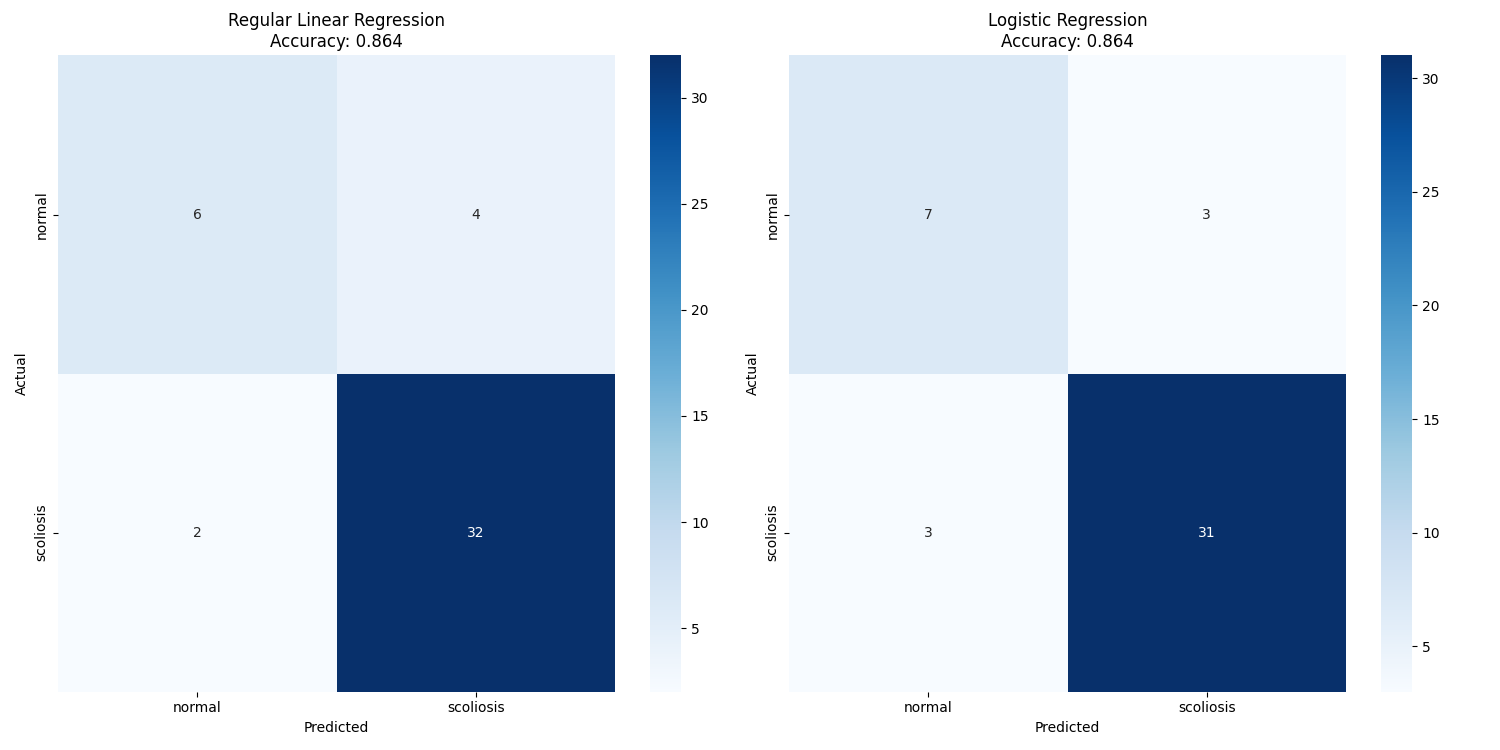 Regular Linear Regression
Accuracy: 0.864
normal
scoliosis
Actual
6
4
2
32
normal
scoliosis
Predicted
30
25
20
15
10
5
Logistic Regression
Accuracy: 0.864
normal
scoliosis
Actual
7
3
3
31
normal
scoliosis
Predicted
30
25
20
15
10
5